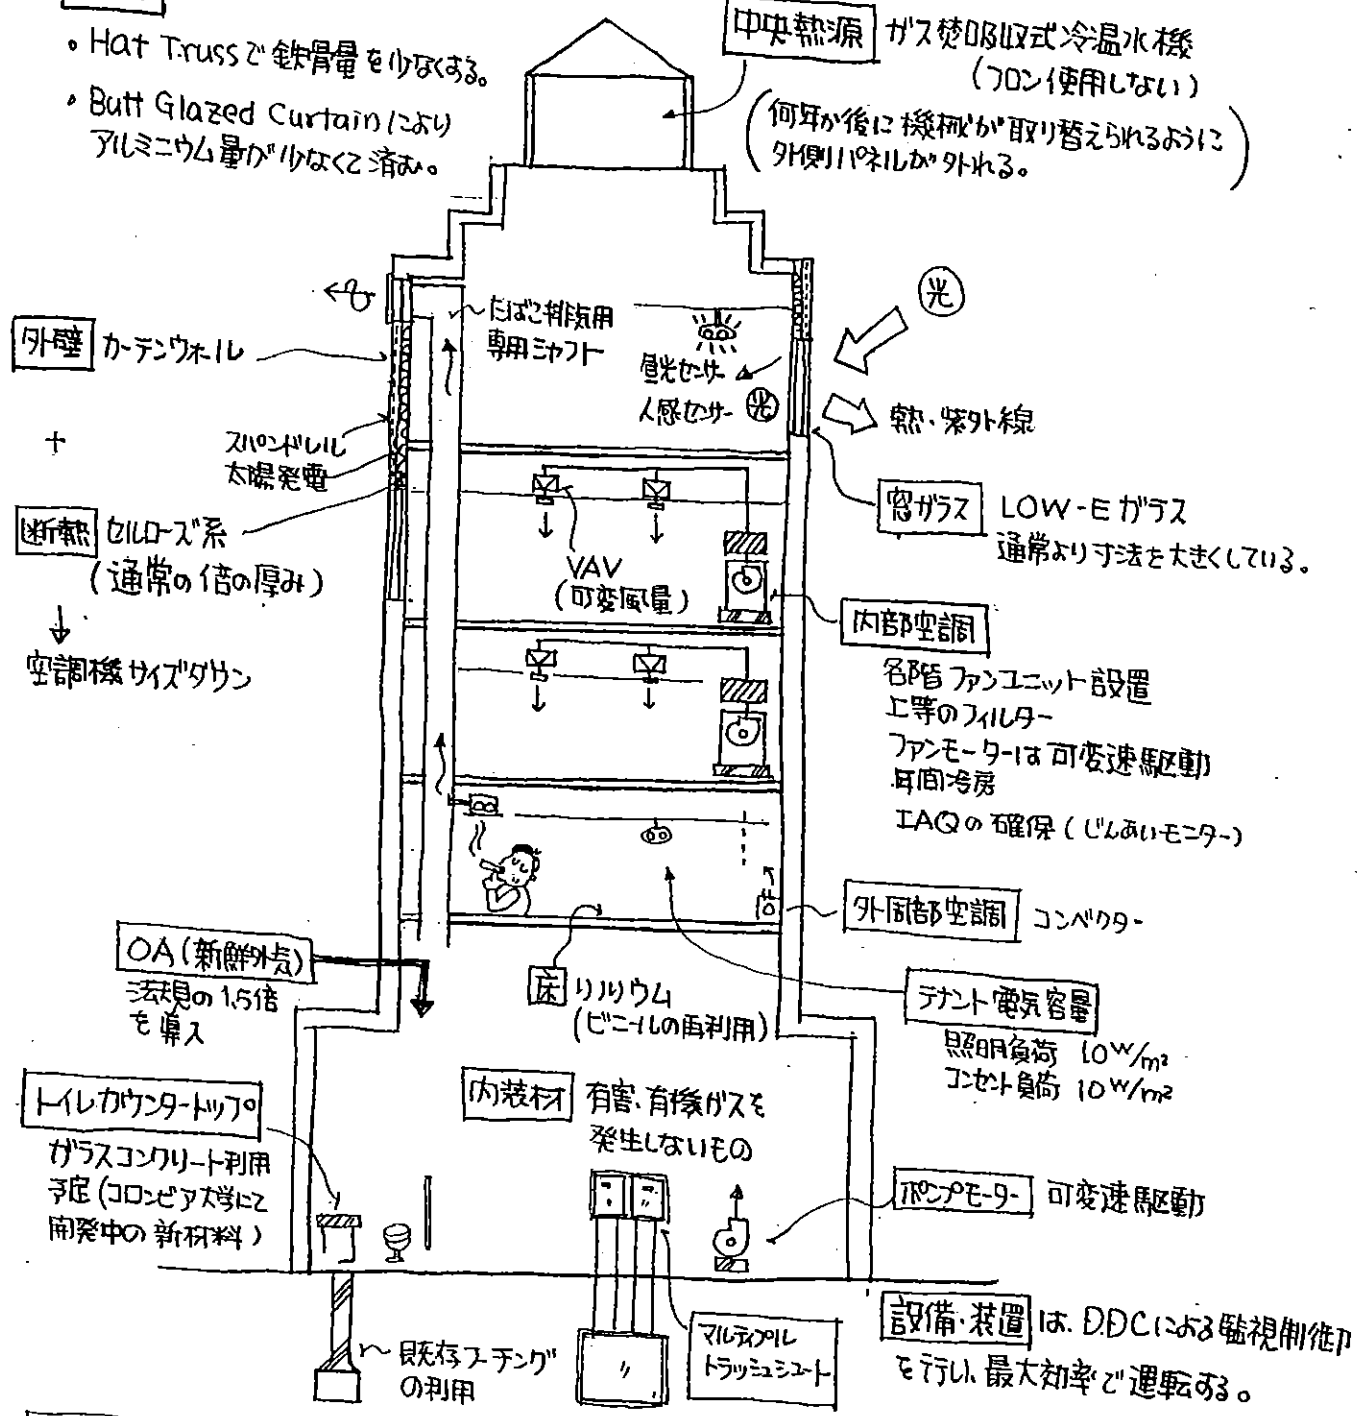 • Hat Trussで鉄骨量を少なくする。
• Butt Glazed Curtainにより
アルミニウム量が少なくて済む。
中央熱源 ガス焚吸収式冷温水機
(フロン使用しない)
(何年か後に機械が取り替えられるように
外側パネルが外れる。)
光
たばこ排気用
専用シャフト
昼光センサー
人感センサー 光
熱・紫外線
外壁 カーテンウォール
+
スパンドレル
太陽発電
断熱 セルローズ系
(通常の倍の厚み)
↓
空調機サイズダウン
VAV
(可変風量)
窓ガラス LOW-Eガラス
通常より寸法を大きくしている。
内部空調
各階ファンユニット設置
上等のフィルター
ファンモーターは可変速駆動
年間冷房
IAQの確保(じんあいモニター)
外周部空調 コンベクター
OA(新鮮外気)
法規の1.5倍
を導入
床 リノリウム
(ビニールの再利用)
テナント電気容量
照明負荷 10W/m²
コンセント負荷 10W/m²
トイレカウンタートップ
ガラスコンクリート利用
予定(コロンビア大学にて
開発中の新材料)
内装材 有害、有機ガスを
発生しないもの
ポンプモーター 可変速駆動
既存フーチング
の利用
マルティプル
トラッシュシュート
設備・装置は、DDCによる監視制御
を行い、最大効率で運転する。